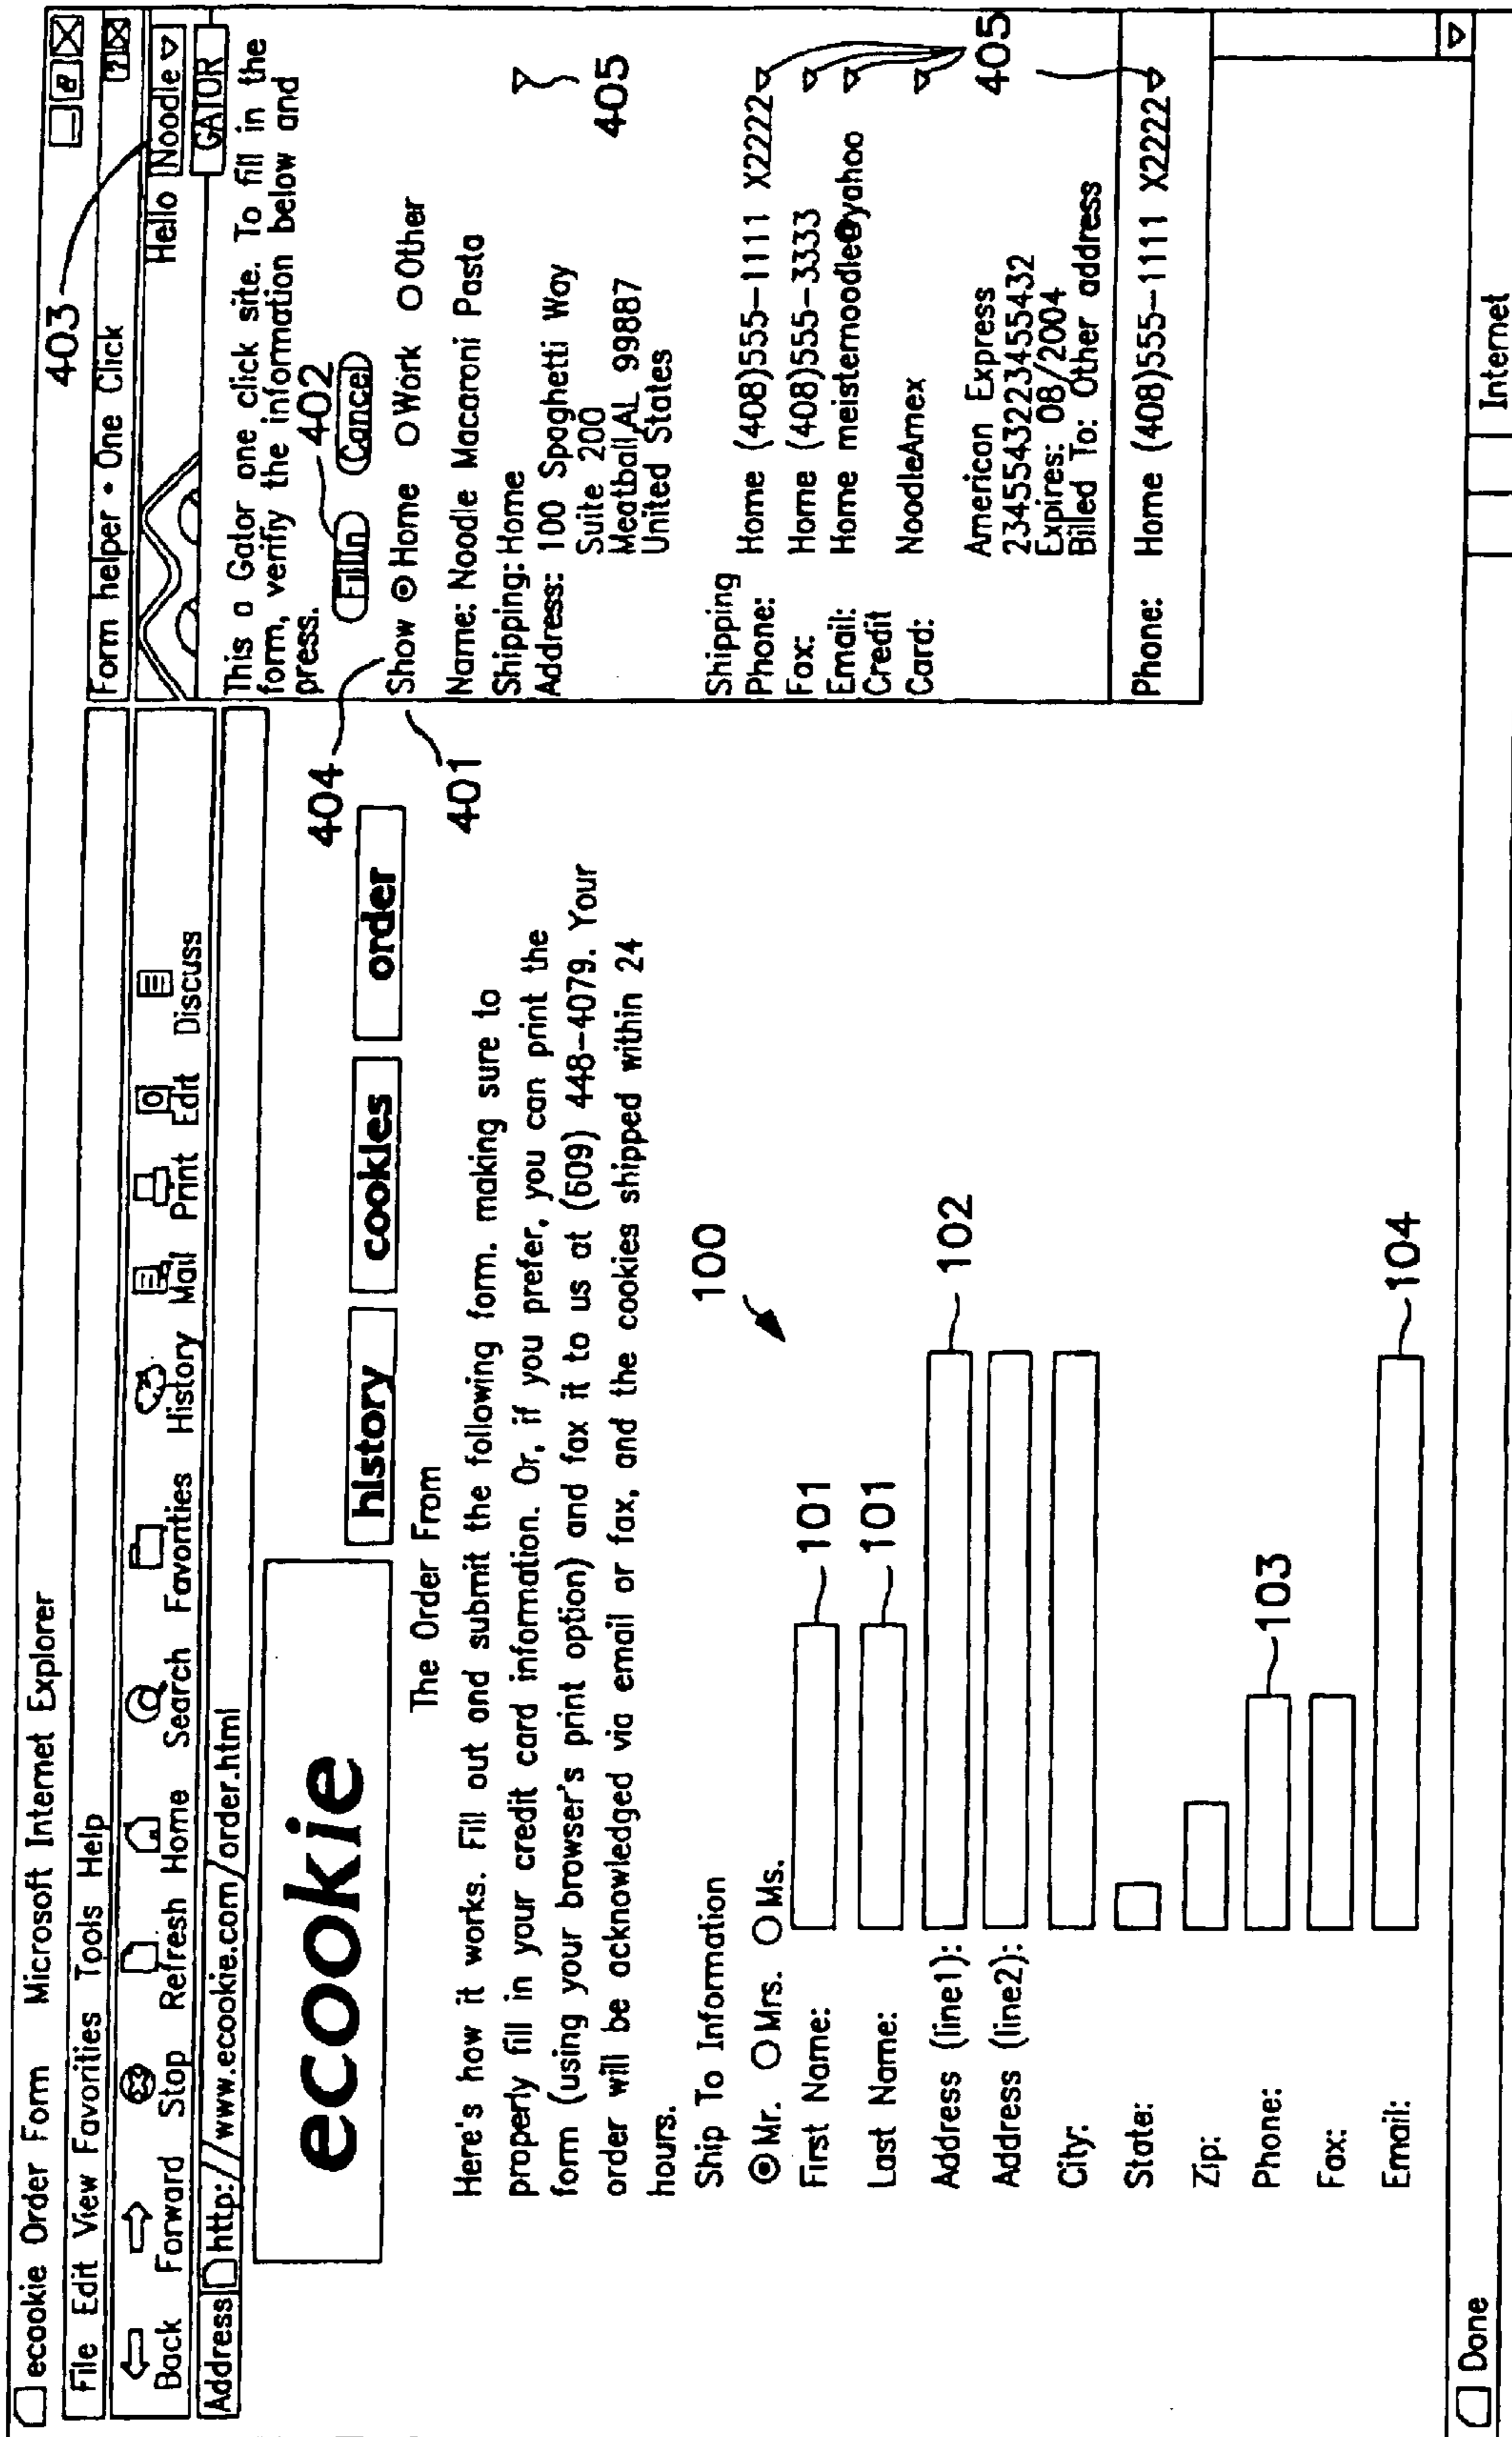 ecookie Order Form Microsoft Internet Explorer
File Edit View Favorities Tools Help
Back Forward Stop Refresh Home Search Favorities History Mail Print Edit Discuss
Address http://www.ecookie.com/order.html
ecookie
history
cookies
order
The Order From
Here's how it works. Fill out and submit the following form. making sure to
properly fill in your credit card information. Or, if you prefer, you can print the
form (using your browser's print option) and fax it to us at (609) 448-4079. Your
order will be acknowledged via email or fax, and the cookies shipped within 24
hours.
Ship To Information
Mr. Mrs. Ms.
First Name:
Last Name:
Address (line1):
Address (line2):
City:
State:
Zip:
Phone:
Fax:
Email:
100
101
101
102
103
104
Form helper • One Click
403
Hello Noodle
GATOR
This a Gator one click site. To fill in the
form, verify the information below and
press.
402
FillIn Cancel
404
401
Show Home Work Other
Name: Noodle Macaroni Pasta
Shipping: Home
Address: 100 Spaghetti Way
Suite 200
Meatball, AL 99887
United States
405
Shipping
Phone: Home (408)555-1111 X2222
Fax: Home (408)555-3333
Email: Home meisternoodle@yahoo
Credit
Card: NoodleAmex
405
American Express
2345543223455432
Expires: 08/2004
Billed To: Other address
Phone: Home (408)555-1111 X2222
Done
Internet